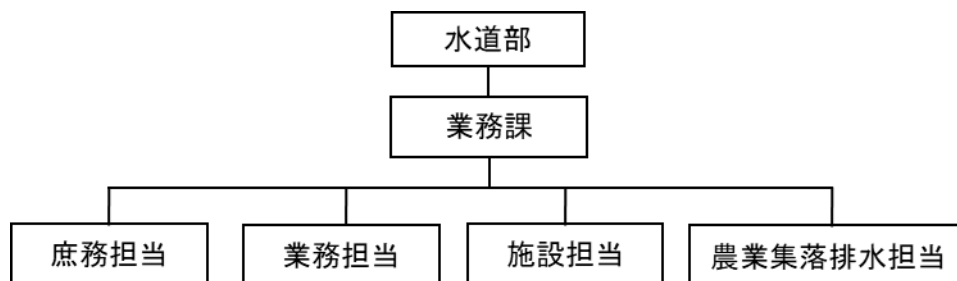 水道部
業務課
庶務担当
業務担当
施設担当
農業集落排水担当